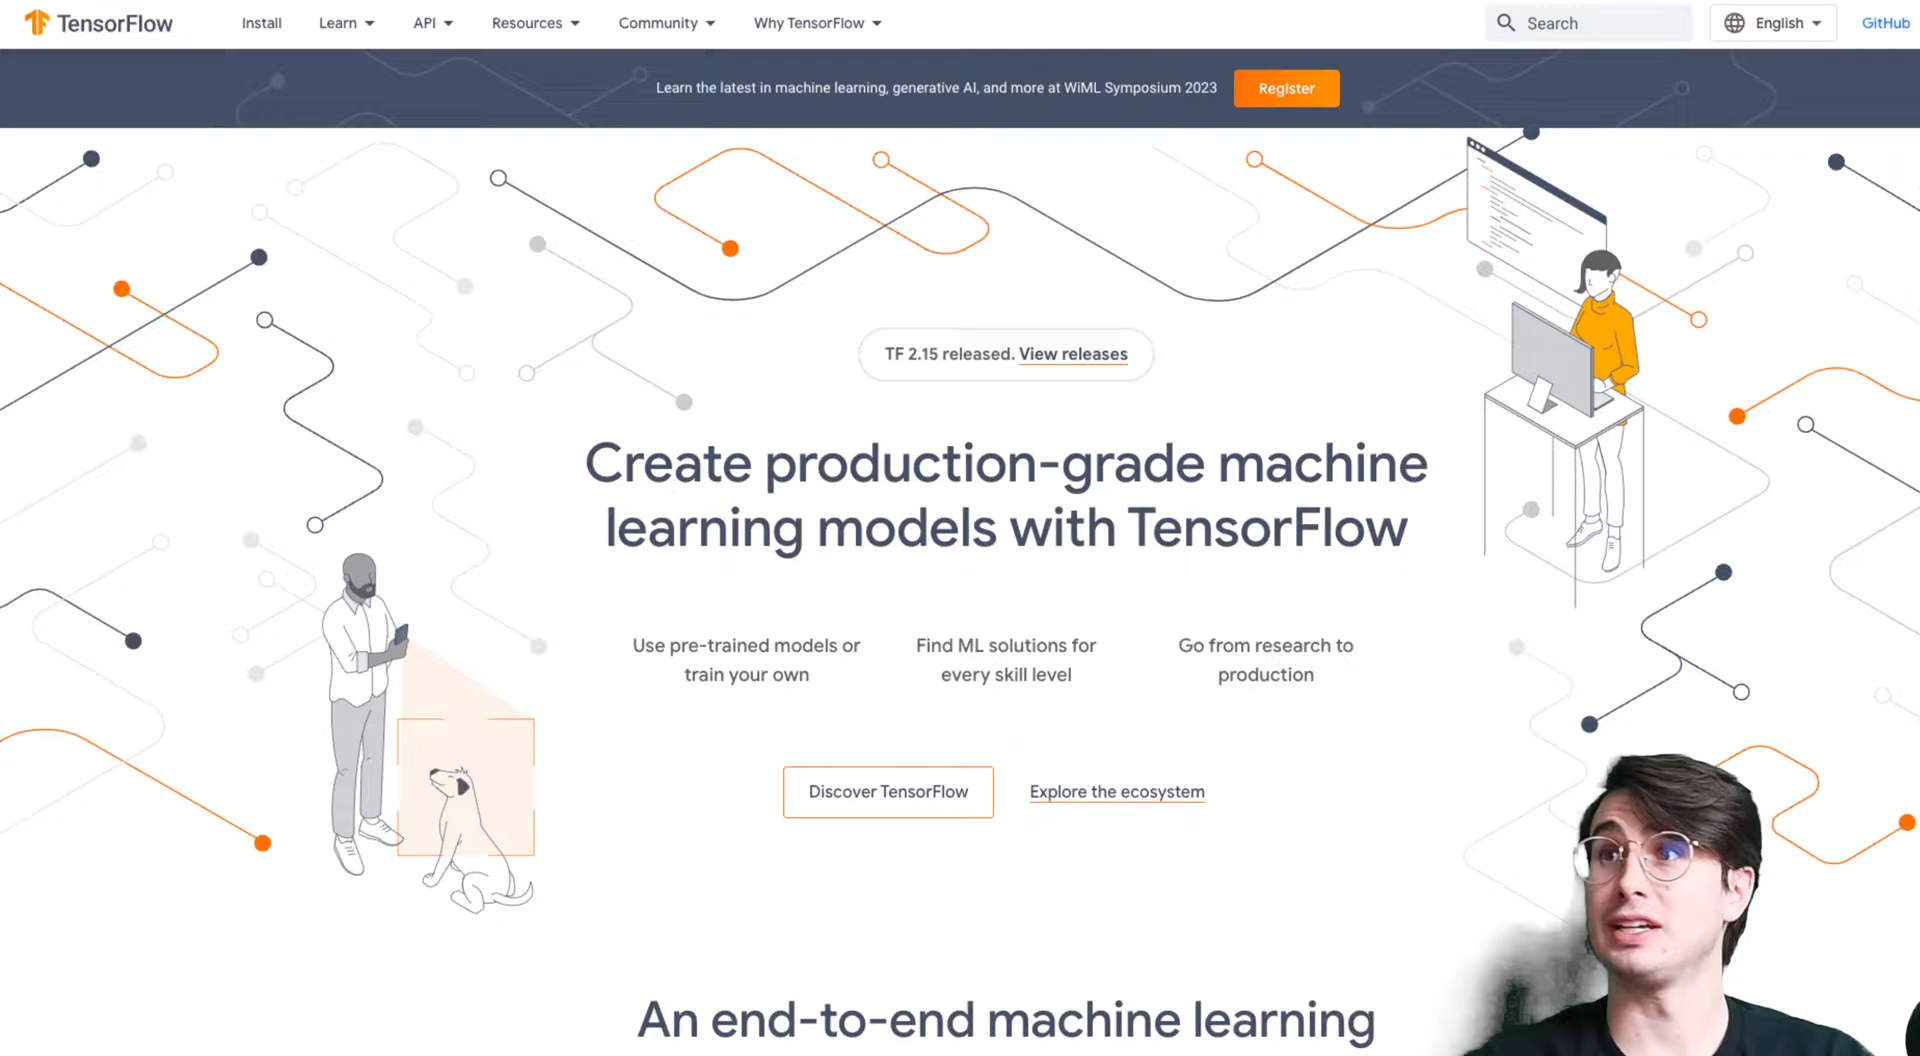 TensorFlow
Install
Learn
API
Resources
Community
Why TensorFlow
Search
English
GitHub
Learn the latest in machine learning, generative AI, and more at WiML Symposium 2023
Register
TF 2.15 released. View releases
Create production-grade machine
learning models with TensorFlow
Use pre-trained models or
train your own
Find ML solutions for
every skill level
Go from research to
production
Discover TensorFlow
Explore the ecosystem
An end-to-end machine learning